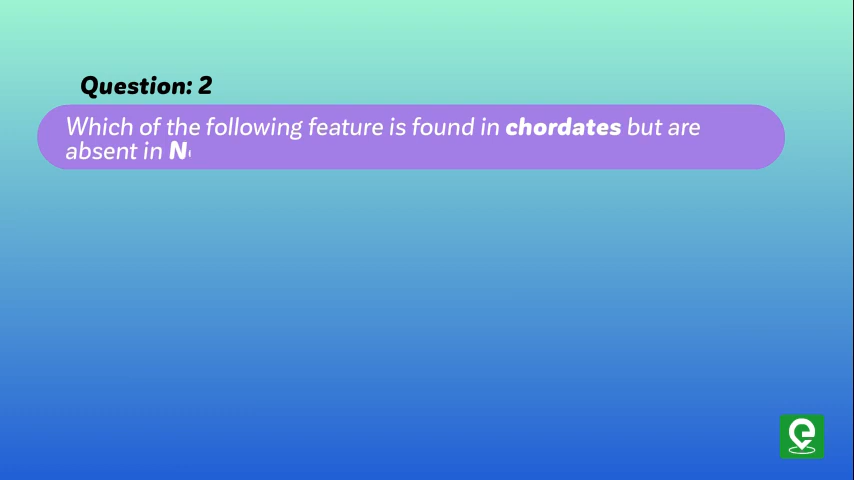 Question: 2
Which of the following feature is found in chordates but are
absent in N